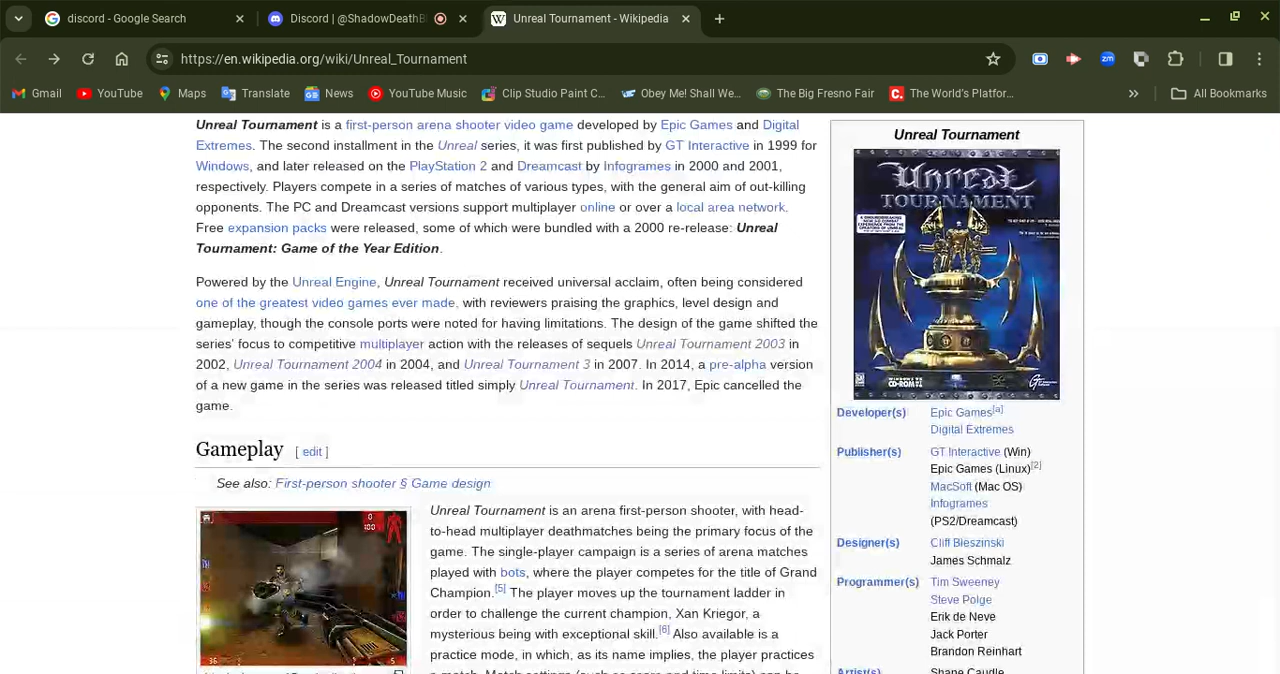 discord - Google Search
Discord | @ShadowDeathB
Unreal Tournament - Wikipedia
https://en.wikipedia.org/wiki/Unreal_Tournament
Gmail
YouTube
Maps
Translate
News
YouTube Music
Clip Studio Paint C...
Obey Me! Shall We...
The Big Fresno Fair
The World's Platfor...
All Bookmarks
Unreal Tournament is a first-person arena shooter video game developed by Epic Games and Digital
Extremes. The second installment in the Unreal series, it was first published by GT Interactive in 1999 for
Windows, and later released on the PlayStation 2 and Dreamcast by Infogrames in 2000 and 2001,
respectively. Players compete in a series of matches of various types, with the general aim of out-killing
opponents. The PC and Dreamcast versions support multiplayer online or over a local area network.
Free expansion packs were released, some of which were bundled with a 2000 re-release: Unreal
Tournament: Game of the Year Edition.
Powered by the Unreal Engine, Unreal Tournament received universal acclaim, often being considered
one of the greatest video games ever made, with reviewers praising the graphics, level design and
gameplay, though the console ports were noted for having limitations. The design of the game shifted the
series' focus to competitive multiplayer action with the releases of sequels Unreal Tournament 2003 in
2002, Unreal Tournament 2004 in 2004, and Unreal Tournament 3 in 2007. In 2014, a pre-alpha version
of a new game in the series was released titled simply Unreal Tournament. In 2017, Epic cancelled the
game.
Gameplay [ edit ]
See also: First-person shooter § Game design
Unreal Tournament is an arena first-person shooter, with head-
to-head multiplayer deathmatches being the primary focus of the
game. The single-player campaign is a series of arena matches
played with bots, where the player competes for the title of Grand
Champion.[5] The player moves up the tournament ladder in
order to challenge the current champion, Xan Kriegor, a
mysterious being with exceptional skill.[6] Also available is a
practice mode, in which, as its name implies, the player practices
Unreal Tournament
UnreaL
TOURNAMENT
Developer(s) Epic Games[a]
Digital Extremes
Publisher(s) GT Interactive (Win)
Epic Games (Linux)[2]
MacSoft (Mac OS)
Infogrames
(PS2/Dreamcast)
Designer(s) Cliff Bleszinski
James Schmalz
Programmer(s) Tim Sweeney
Steve Polge
Erik de Neve
Jack Porter
Brandon Reinhart
Artist(s) Shane Caudle